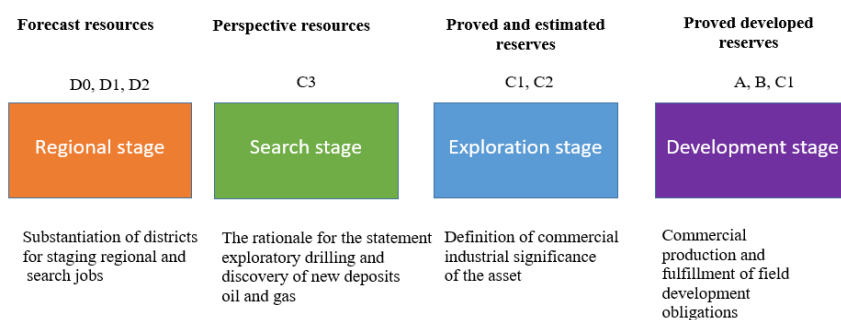 Forecast resources
Perspective resources
Proved and estimated
reserves
Proved developed
reserves
D0, D1, D2
C3
C1, C2
A, B, C1
Regional stage
Search stage
Exploration stage
Development stage
Substantiation of districts
for staging regional and
search jobs
The rationale for the statement
exploratory drilling and
discovery of new deposits
oil and gas
Definition of commercial
industrial significance
of the asset
Commercial
production and
fulfillment of field
development
obligations